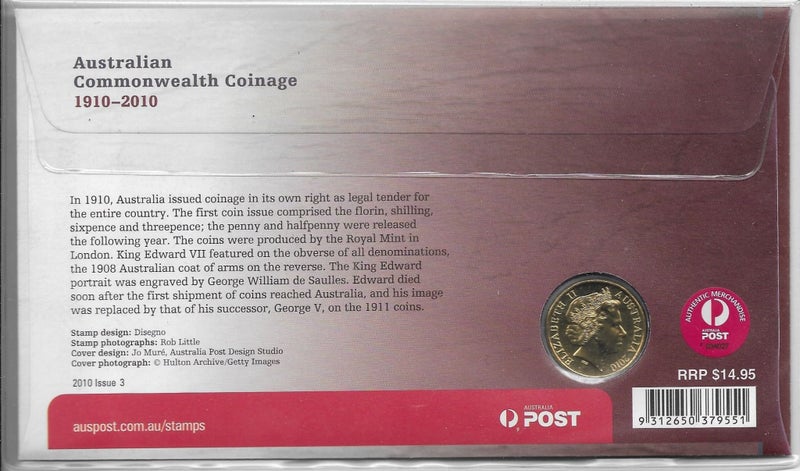 Australian
Commonwealth Coinage
1910–2010
In 1910, Australia issued coinage in its own right as legal tender for
the entire country. The first coin issue comprised the florin, shilling,
sixpence and threepence; the penny and halfpenny were released
the following year. The coins were produced by the Royal Mint in
London. King Edward VII featured on the obverse of all denominations,
the 1908 Australian coat of arms on the reverse. The King Edward
portrait was engraved by George William de Saulles. Edward died
soon after the first shipment of coins reached Australia, and his image
was replaced by that of his successor, George V, on the 1911 coins.
Stamp design: Disegno
Stamp photographs: Rob Little
Cover design: Jo Muré, Australia Post Design Studio
Cover photograph: © Hulton Archive/Getty Images
2010 Issue 3
ELIZABETH II AUSTRALIA 2010
AUTHENTIC MERCHANDISE
AUSTRALIA
POST
RRP $14.95
9 312650 379551
auspost.com.au/stamps
AUSTRALIA
POST